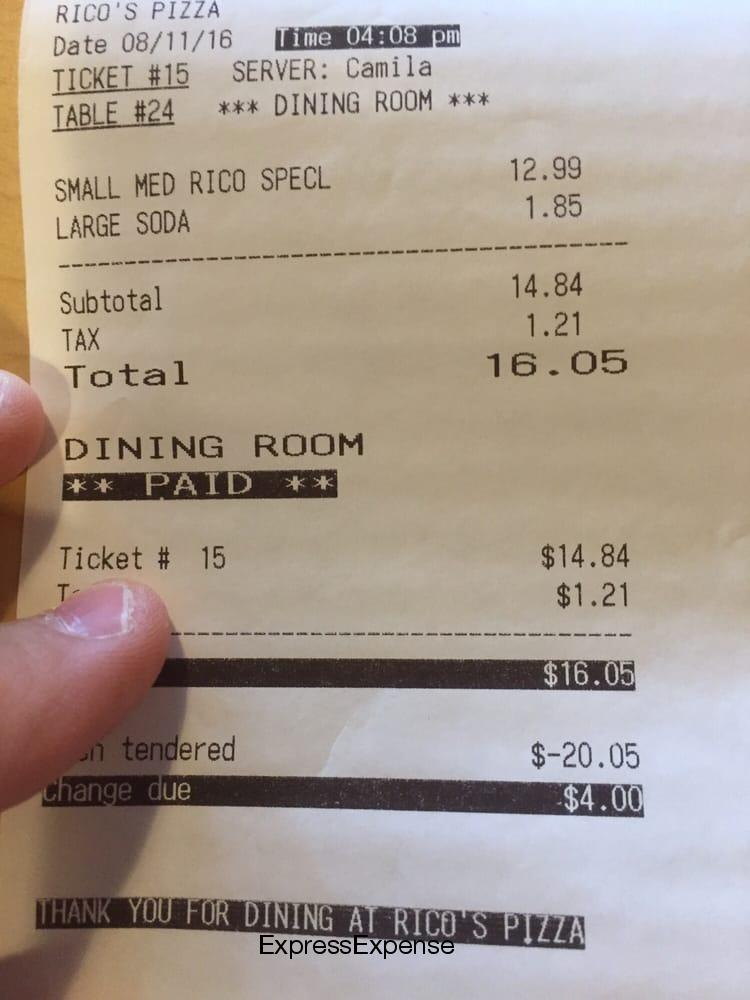 RICO'S PIZZA
Date 08/11/16 Time 04:08 pm
TICKET #15 SERVER: Camila
TABLE #24 *** DINING ROOM ***
SMALL MED RICO SPECL 12.99
LARGE SODA 1.85
Subtotal 14.84
TAX 1.21
Total 16.05
DINING ROOM
** PAID **
Ticket # 15 $14.84
$1.21
$16.05
tendered $-20.05
Change due $4.00
THANK YOU FOR DINING AT RICO'S PIZZA
ExpressExpense